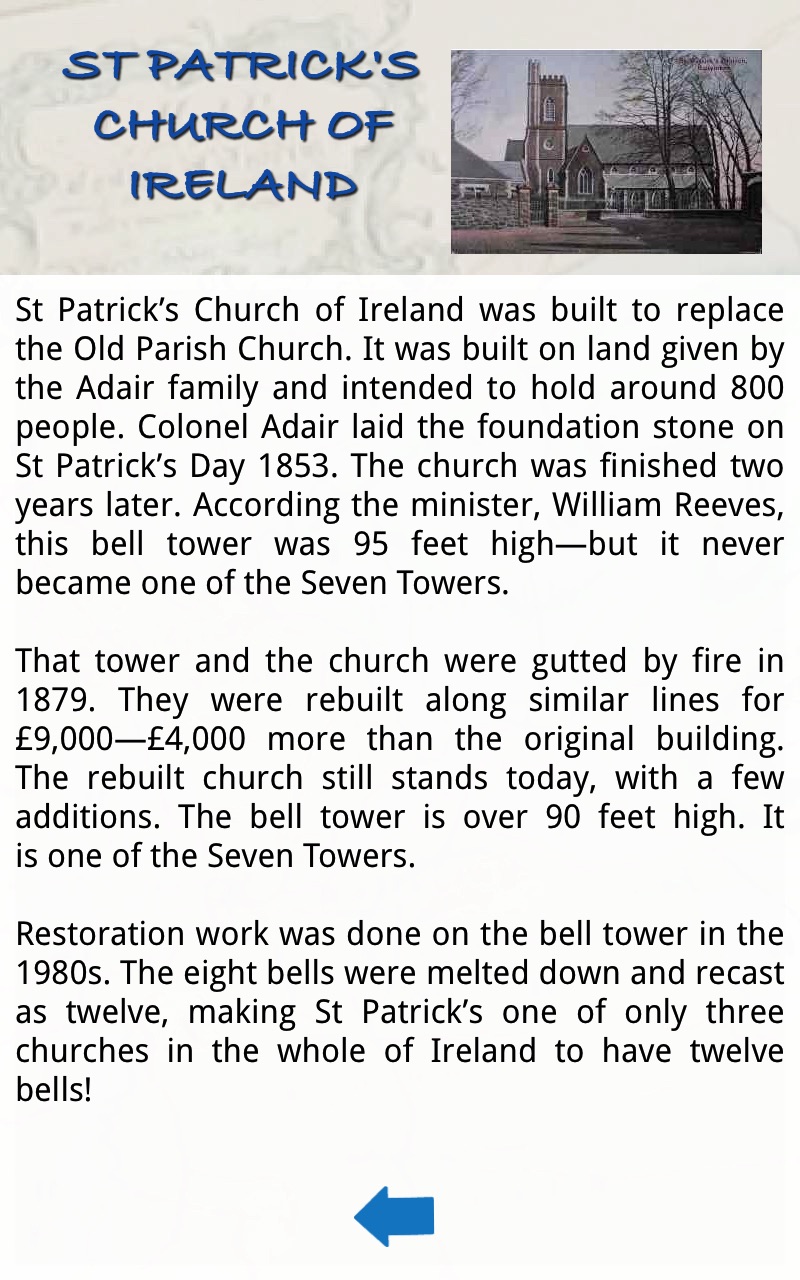 ST PATRICK'S
CHURCH OF
IRELAND
St Patrick's Church,
Ballymena.
St Patrick’s Church of Ireland was built to replace
the Old Parish Church. It was built on land given by
the Adair family and intended to hold around 800
people. Colonel Adair laid the foundation stone on
St Patrick’s Day 1853. The church was finished two
years later. According the minister, William Reeves,
this bell tower was 95 feet high—but it never
became one of the Seven Towers.
That tower and the church were gutted by fire in
1879. They were rebuilt along similar lines for
£9,000—£4,000 more than the original building.
The rebuilt church still stands today, with a few
additions. The bell tower is over 90 feet high. It
is one of the Seven Towers.
Restoration work was done on the bell tower in the
1980s. The eight bells were melted down and recast
as twelve, making St Patrick’s one of only three
churches in the whole of Ireland to have twelve
bells!